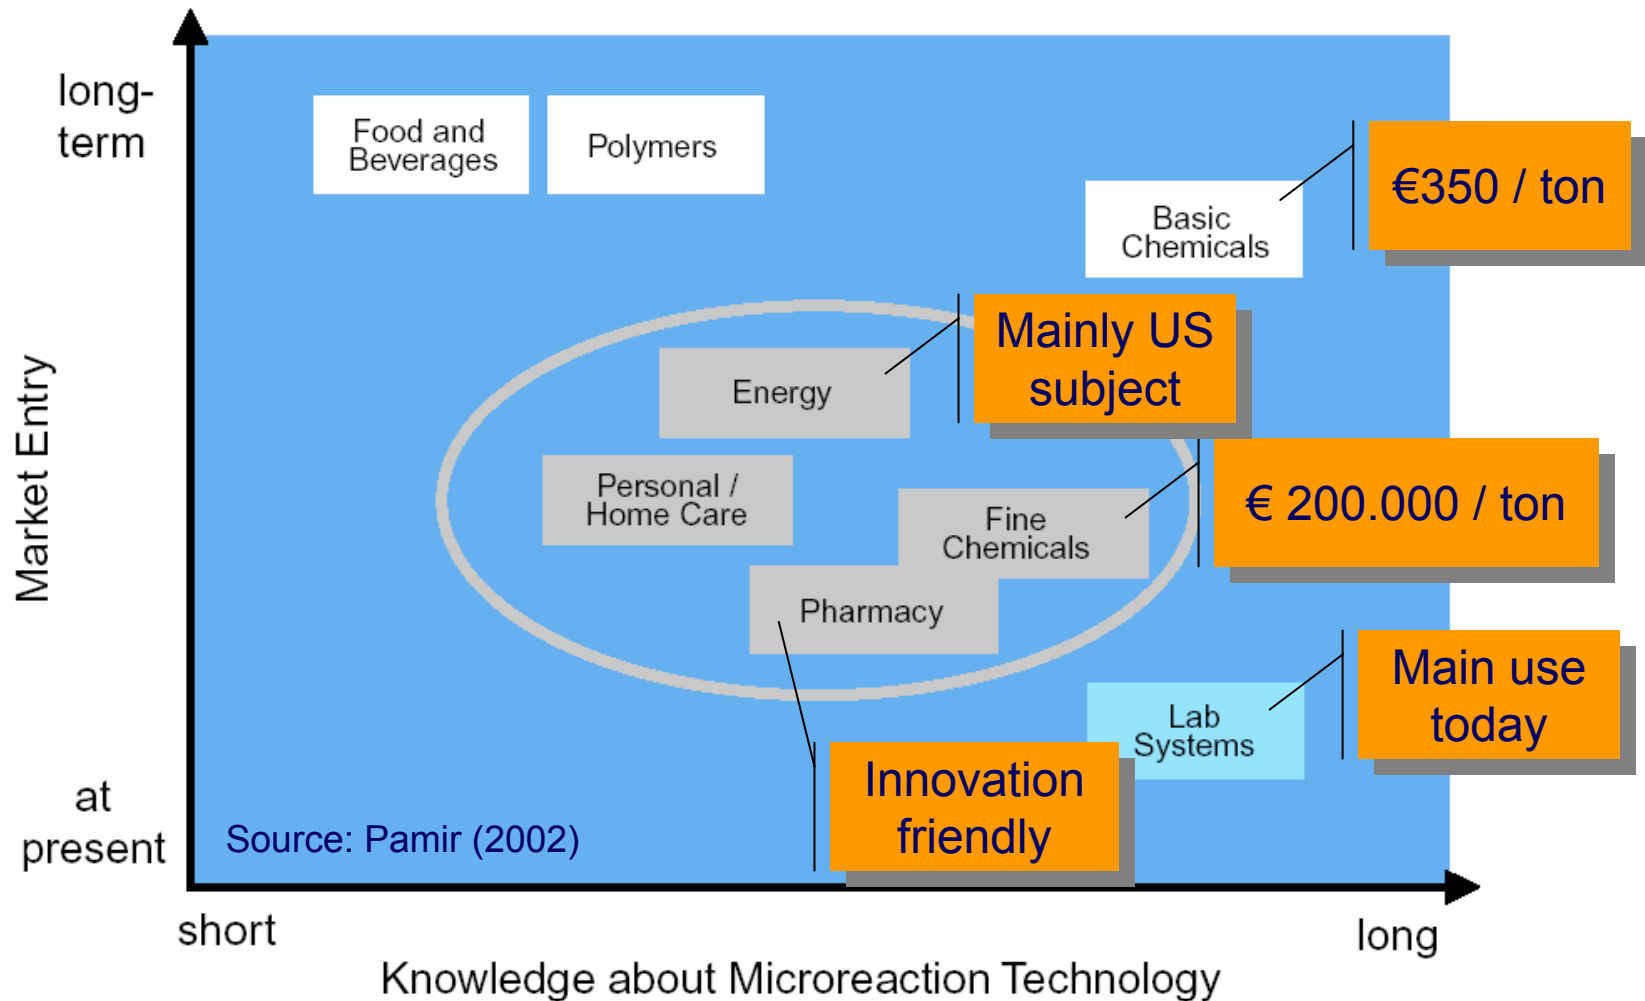 long-
term
Food and
Beverages
Polymers
€350 / ton
Basic
Chemicals
Mainly US
subject
Energy
Personal /
Home Care
Fine
Chemicals
€ 200.000 / ton
Pharmacy
Market Entry
Main use
today
Lab
Systems
Innovation
friendly
at
present
Source: Pamir (2002)
short
long
Knowledge about Microreaction Technology